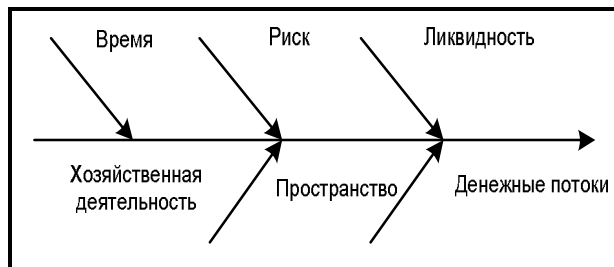 Время
Риск
Ликвидность
Хозяйственная
деятельность
Пространство
Денежные потоки